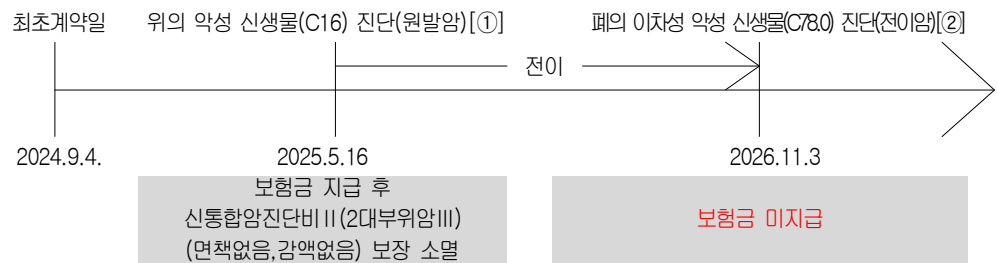 최초계약일 위의 악성 신생물(C16) 진단(원발암)[①] 폐의 이차성 악성 신생물(C78.0) 진단(전이암)[②]
전이
2024.9.4. 2025.5.16 2026.11.3
보험금 지급 후
신통합암진단비Ⅱ(2대부위암Ⅲ)
(면책없음,감액없음) 보장 소멸
보험금 미지급